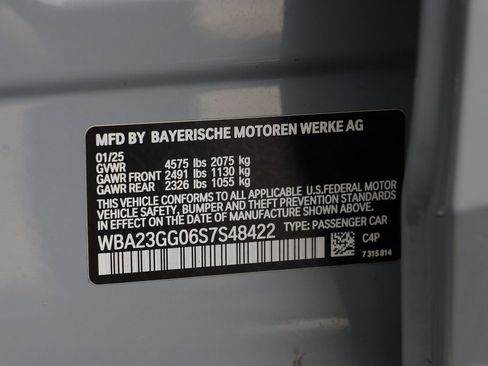 MFD BY BAYERISCHE MOTOREN WERKE AG
01/25
GVWR 4575 lbs 2075 kg
GAWR FRONT 2491 lbs 1130 kg
GAWR REAR 2326 lbs 1055 kg
THIS VEHICLE CONFORMS TO ALL APPLICABLE U.S.FEDERAL MOTOR
VEHICLE SAFETY, BUMPER AND THEFT PREVENTION STANDARDS
IN EFFECT ON THE DATE OF MANUFACTURE SHOWN ABOVE.
WBA23GG06S7S48422 TYPE: PASSENGER CAR
C4P
7 315 814